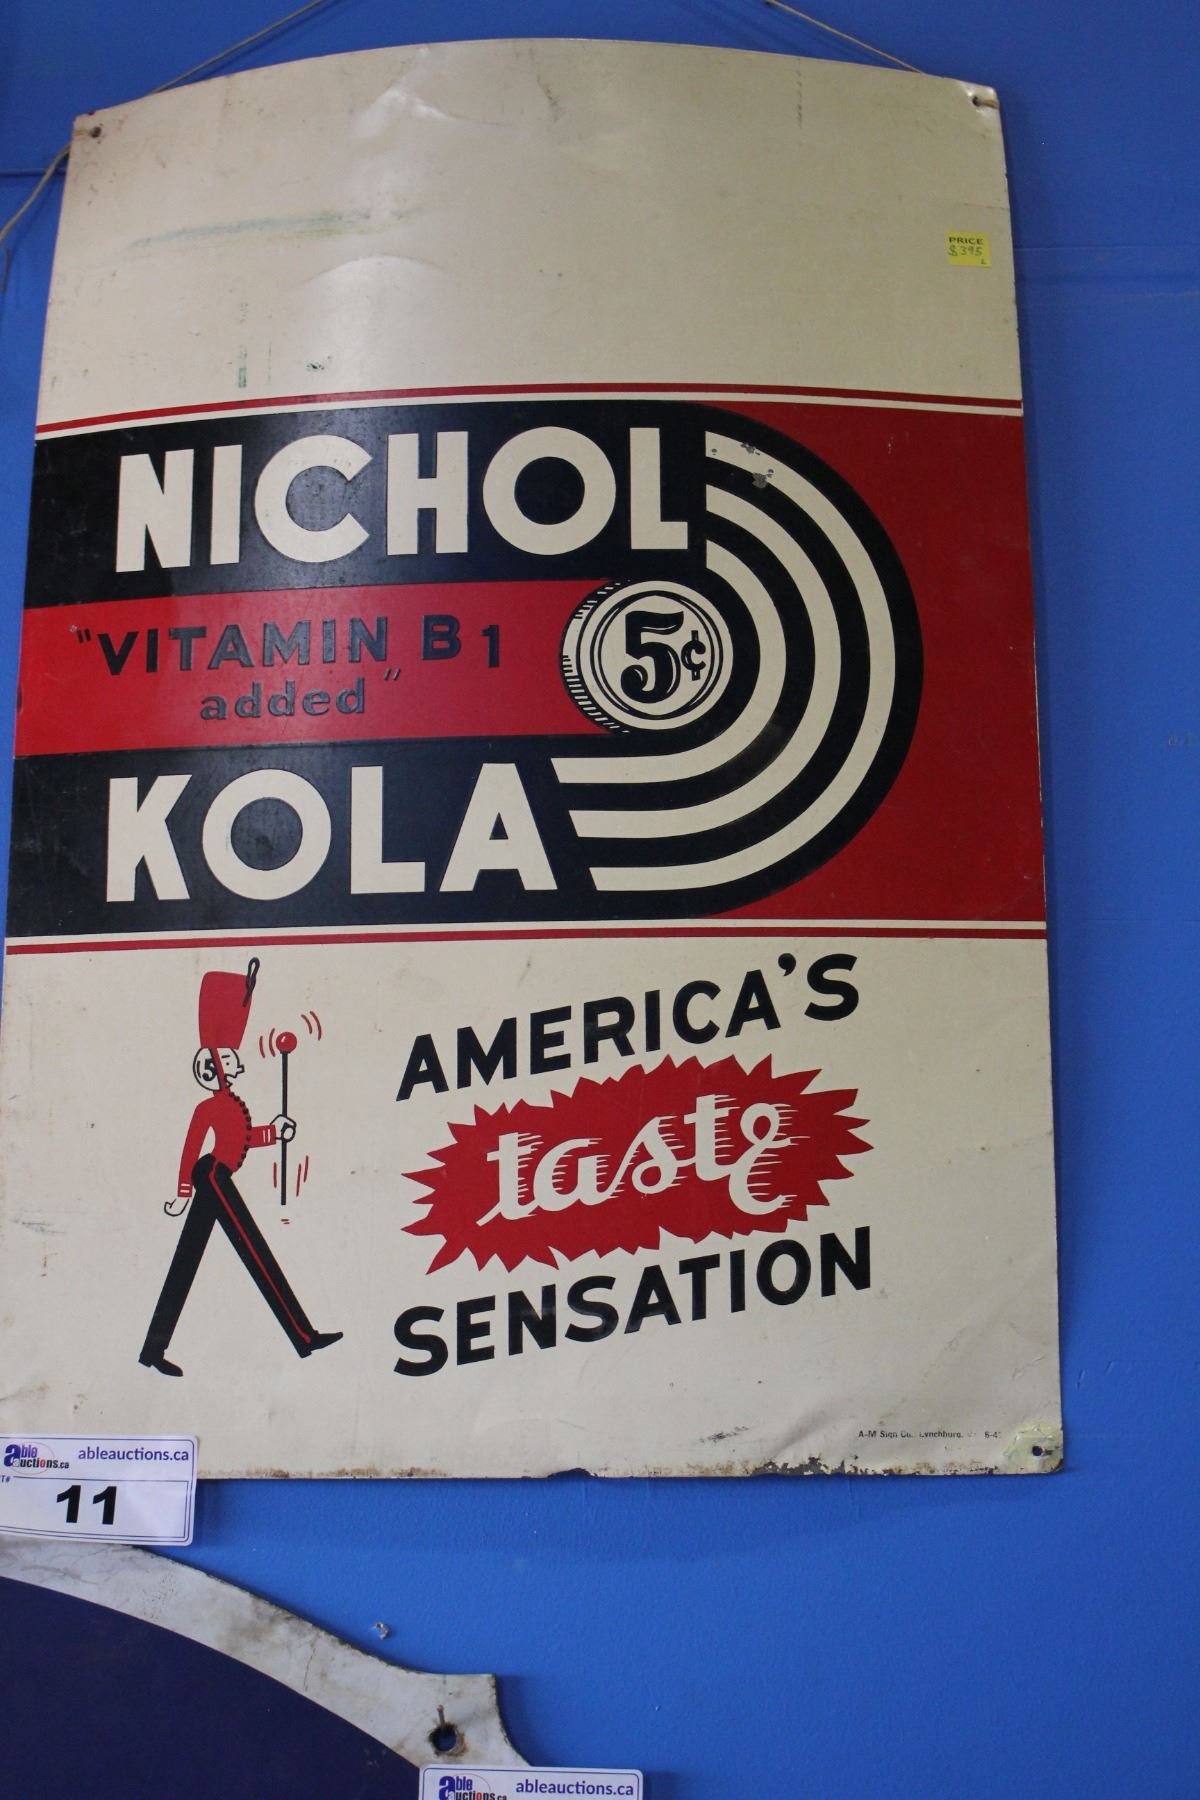 PRICE
$395
L
NICHOL
"VITAMIN B1
added"
5¢
KOLA
5
AMERICA'S
taste
SENSATION
A-M Sign Co. Lynchburg,
able
auctions.ca
ableauctions.ca
11
able
auctions.ca
ableauctions.ca